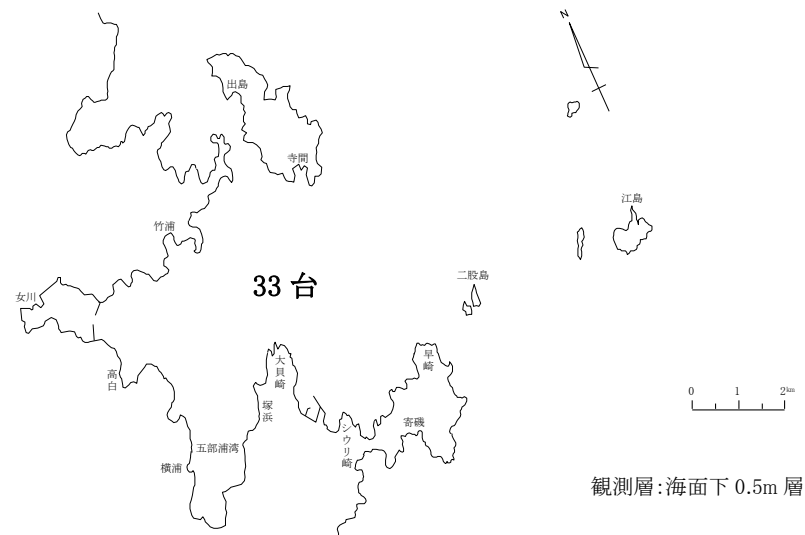 N
出島
寺間
江島
竹浦
二股島
33 台
女川
早崎
大貝崎
高白
0 1 2km
塚浜
寄磯
シウリ崎
五部浦湾
横浦
観測層:海面下 0.5m 層